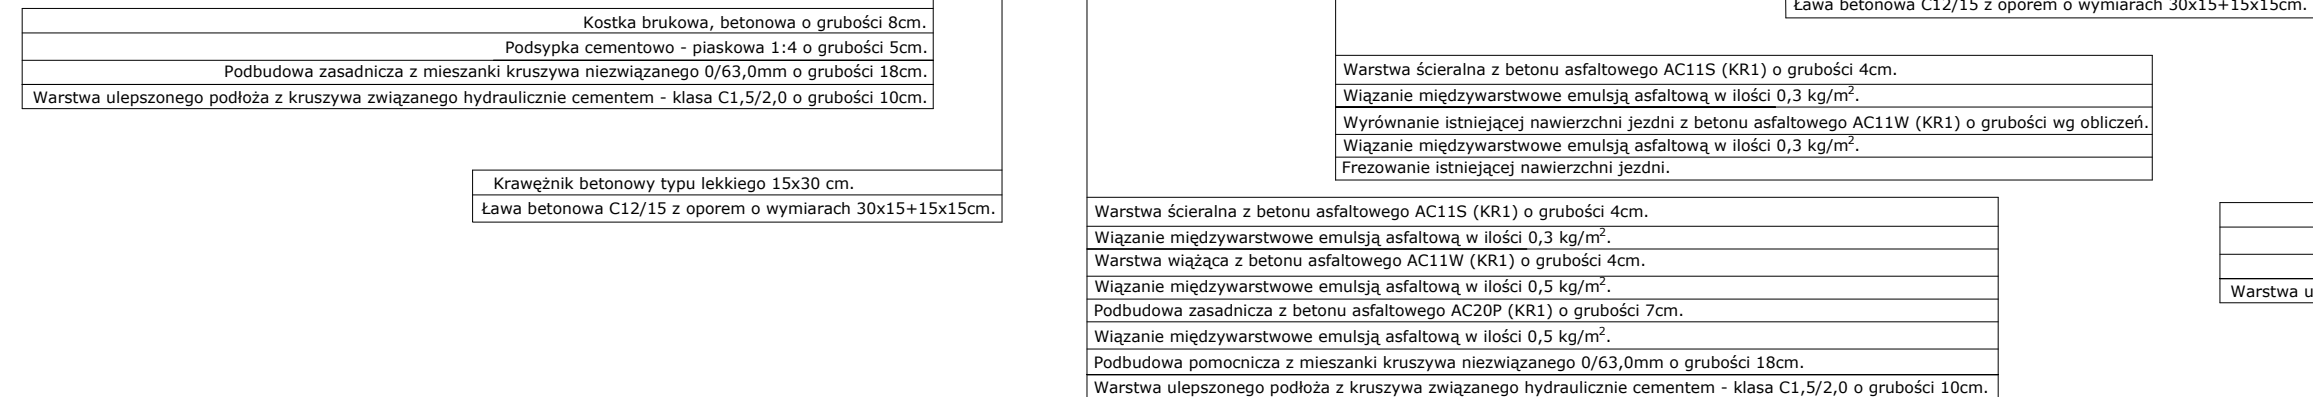 Ława betonowa C12/15 z oporem o wymiarach 30x15+15x15cm.
Kostka brukowa, betonowa o grubości 8cm.
Podsypka cementowo - piaskowa 1:4 o grubości 5cm.
Podbudowa zasadnicza z mieszanki kruszywa niezwiązanego 0/63,0mm o grubości 18cm.
Warstwa ulepszonego podłoża z kruszywa związanego hydraulicznie cementem - klasa C1,5/2,0 o grubości 10cm.
Krawężnik betonowy typu lekkiego 15x30 cm.
Ława betonowa C12/15 z oporem o wymiarach 30x15+15x15cm.
Warstwa ścieralna z betonu asfaltowego AC11S (KR1) o grubości 4cm.
Wiązanie międzywarstwowe emulsją asfaltową w ilości 0,3 kg/m².
Wyrównanie istniejącej nawierzchni jezdni z betonu asfaltowego AC11W (KR1) o grubości wg obliczeń.
Wiązanie międzywarstwowe emulsją asfaltową w ilości 0,3 kg/m².
Frezowanie istniejącej nawierzchni jezdni.
Warstwa ścieralna z betonu asfaltowego AC11S (KR1) o grubości 4cm.
Wiązanie międzywarstwowe emulsją asfaltową w ilości 0,3 kg/m².
Warstwa wiążąca z betonu asfaltowego AC11W (KR1) o grubości 4cm.
Wiązanie międzywarstwowe emulsją asfaltową w ilości 0,5 kg/m².
Podbudowa zasadnicza z betonu asfaltowego AC20P (KR1) o grubości 7cm.
Wiązanie międzywarstwowe emulsją asfaltową w ilości 0,5 kg/m².
Podbudowa pomocnicza z mieszanki kruszywa niezwiązanego 0/63,0mm o grubości 18cm.
Warstwa ulepszonego podłoża z kruszywa związanego hydraulicznie cementem - klasa C1,5/2,0 o grubości 10cm.
Warstwa u